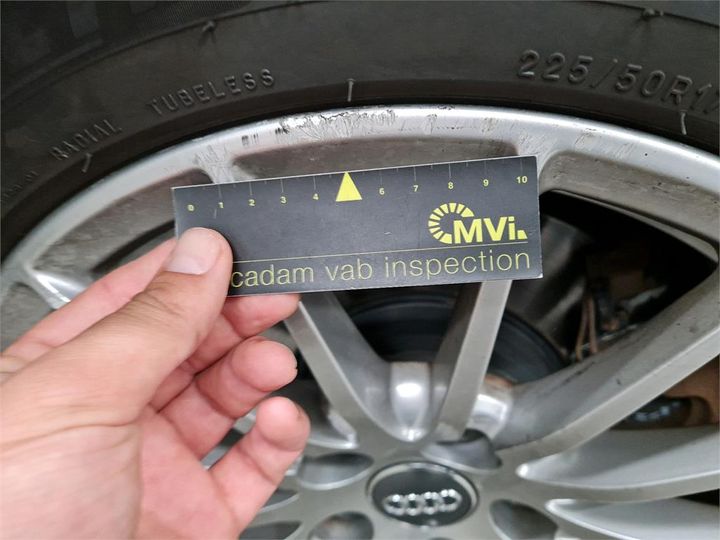 RADIAL TUBELESS
225/50R17
0 1 2 3 4 6 7 8 9 10
MVi
cadam vab inspection